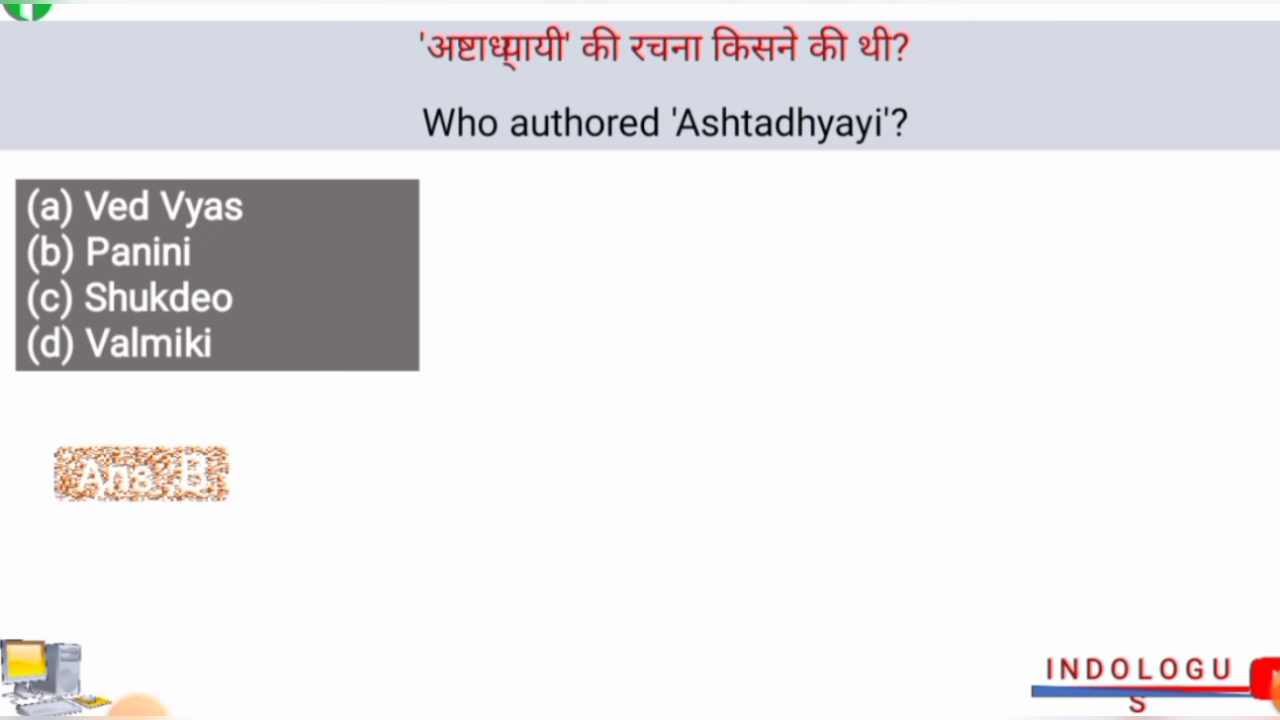 'अष्टाध्यायी' की रचना किसने की थी?
Who authored 'Ashtadhyayi'?
(a) Ved Vyas
(b) Panini
(c) Shukdeo
(d) Valmiki
Ans ;B
INDOLOGU
S